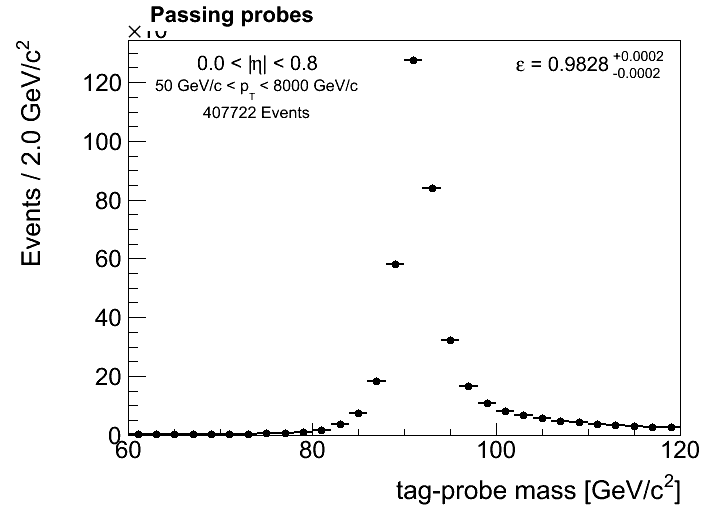 Passing probes
0.0 < |η| < 0.8
50 GeV/c < pT < 8000 GeV/c
407722 Events
ε = 0.9828 +0.0002 -0.0002
Events / 2.0 GeV/c2
120
100
80
60
40
20
0
60 80 100 120
tag-probe mass [GeV/c2]